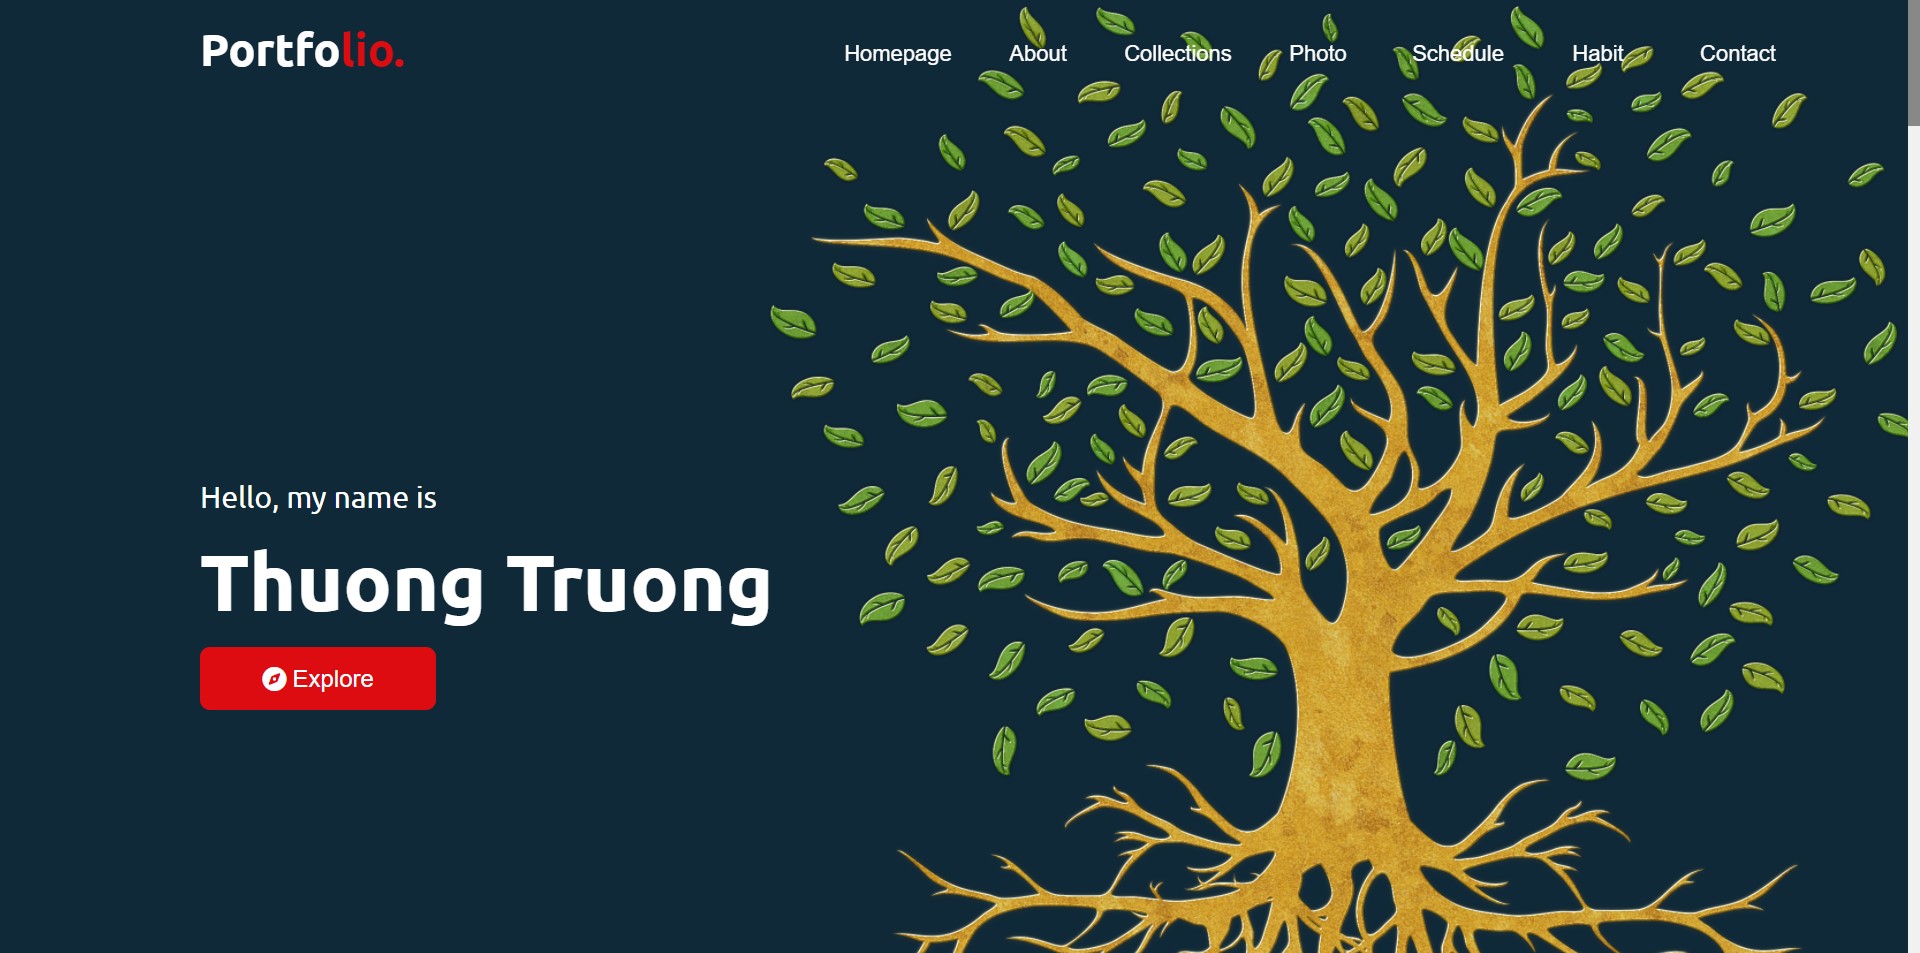 Portfolio.
Homepage About Collections Photo Schedule Habit Contact
Hello, my name is
Thuong Truong
Explore